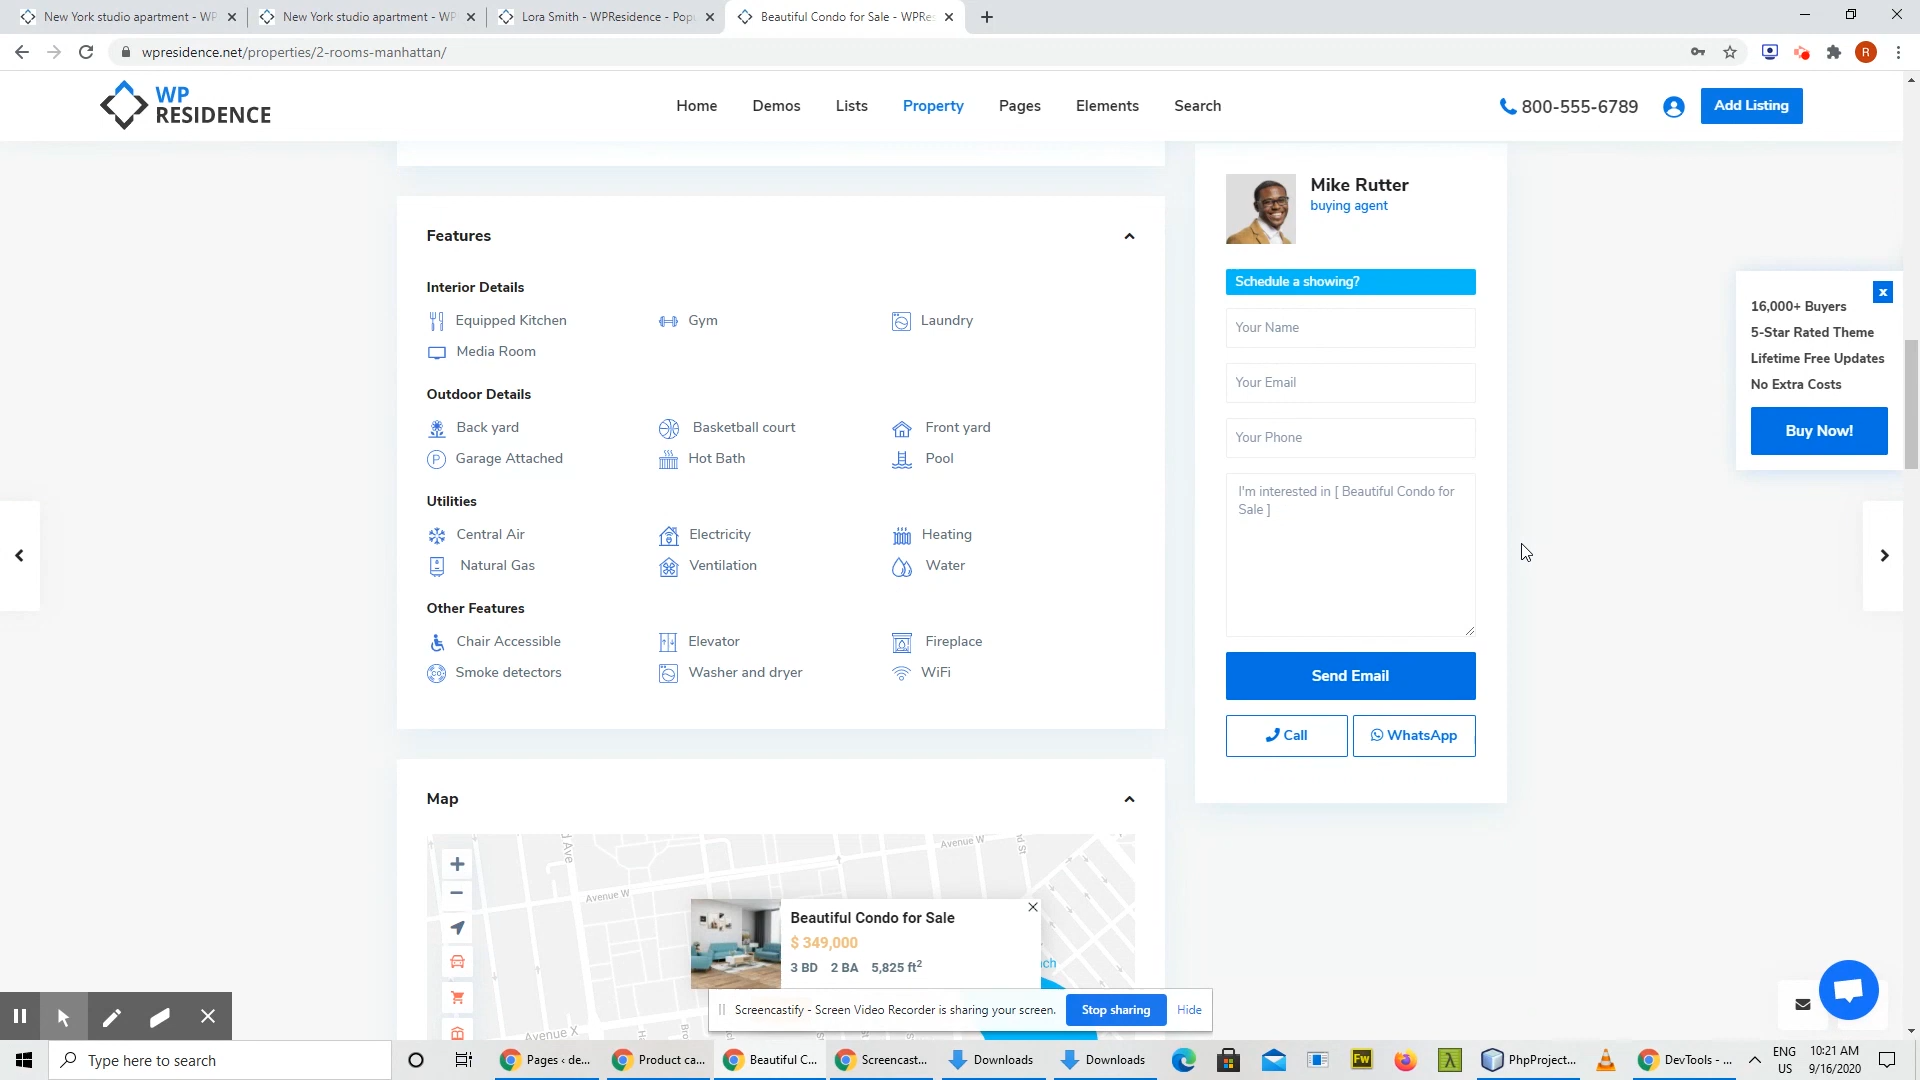 New York studio apartment - WP
New York studio apartment - WP
Lora Smith - WPResidence - Popu
Beautiful Condo for Sale - WPRes
wpresidence.net/properties/2-rooms-manhattan/
R
WP
RESIDENCE
Home
Demos
Lists
Property
Pages
Elements
Search
800-555-6789
Add Listing
Features
Interior Details
Equipped Kitchen
Gym
Laundry
Media Room
Outdoor Details
Back yard
Basketball court
Front yard
Garage Attached
Hot Bath
Pool
Utilities
Central Air
Electricity
Heating
Natural Gas
Ventilation
Water
Other Features
Chair Accessible
Elevator
Fireplace
Smoke detectors
Washer and dryer
WiFi
Mike Rutter
buying agent
Schedule a showing?
Your Name
Your Email
Your Phone
I'm interested in [ Beautiful Condo for
Sale ]
Send Email
Call
WhatsApp
x
16,000+ Buyers
5-Star Rated Theme
Lifetime Free Updates
No Extra Costs
Buy Now!
Map
Avenue W
Avenue W
d Ave
d St
Beautiful Condo for Sale
$ 349,000
3 BD 2 BA 5,825 ft2
ch
Avenue X
Screencastify - Screen Video Recorder is sharing your screen.
Stop sharing
Hide
Type here to search
Pages ‹ de...
Product ca...
Beautiful C...
Screencast...
Downloads
Downloads
Fw
PhpProject...
DevTools - ...
ENG
US
10:21 AM
9/16/2020